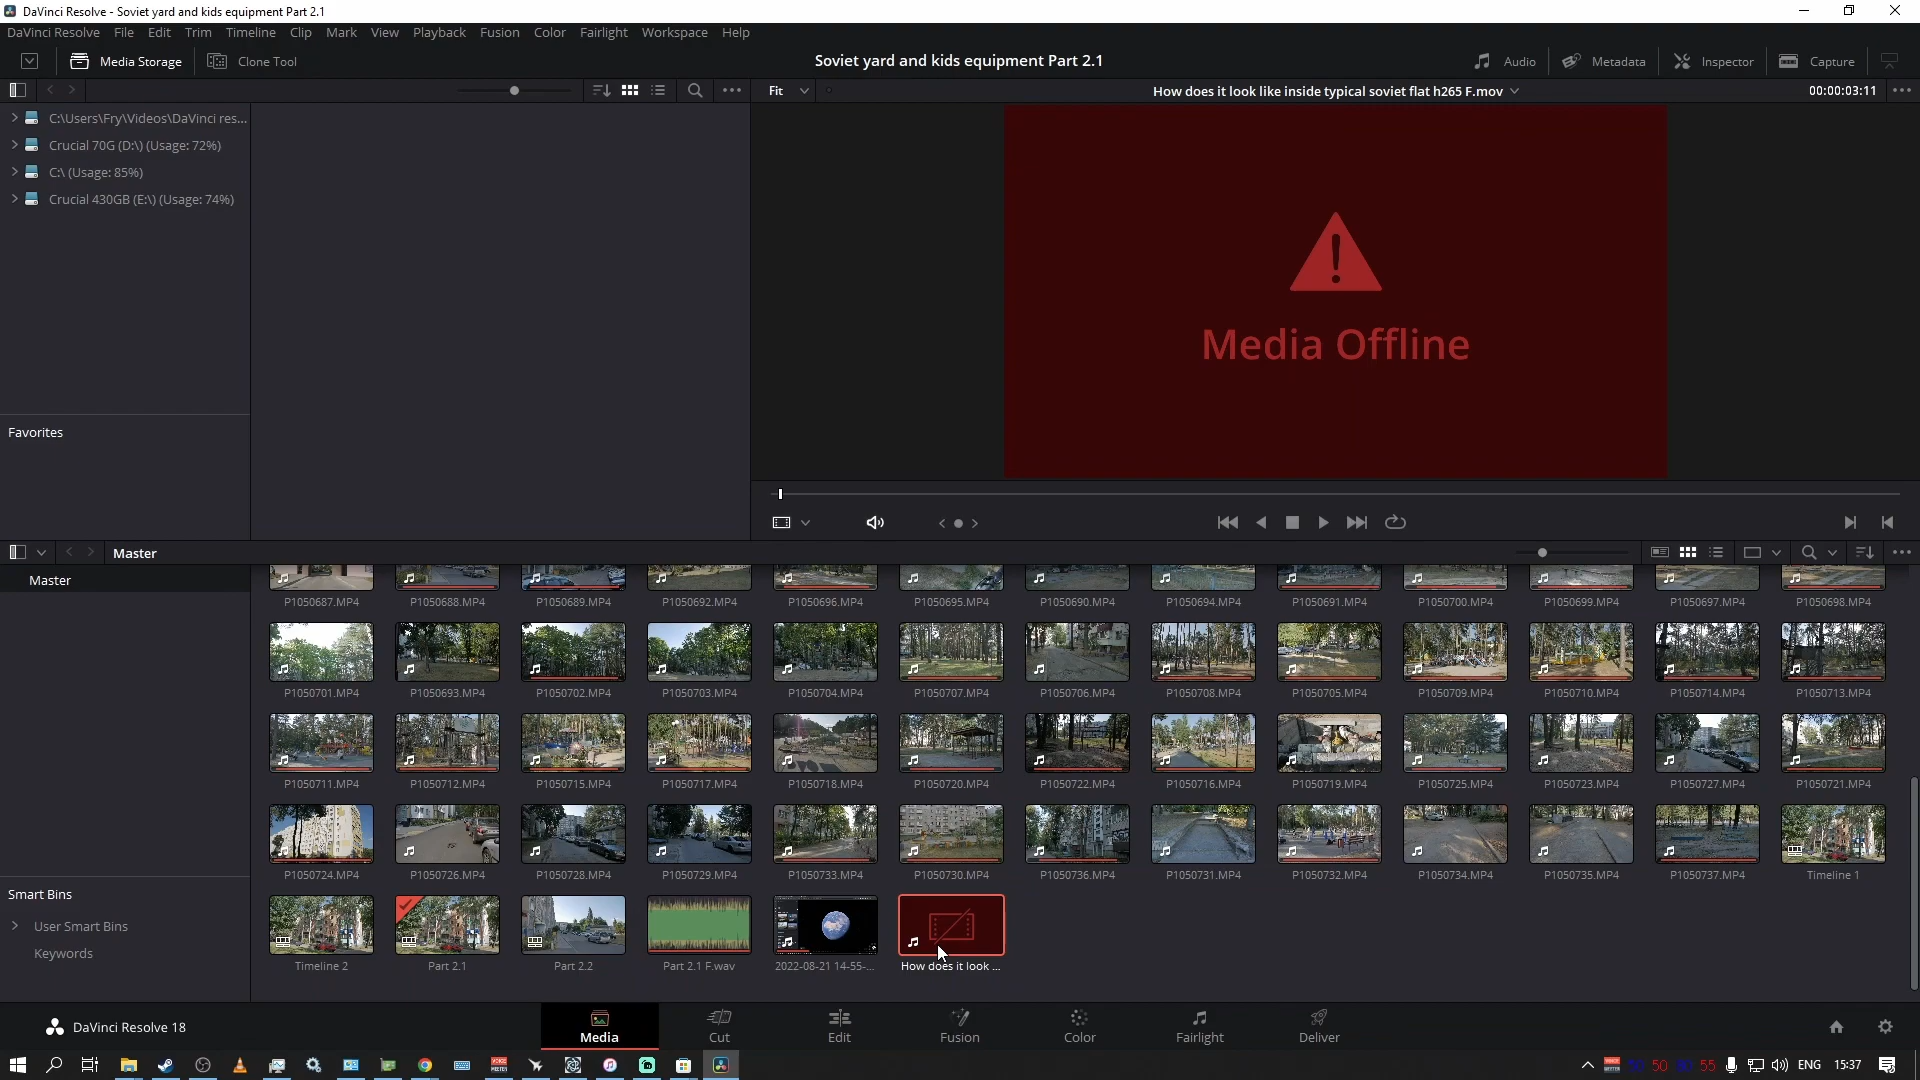 DaVinci Resolve - Soviet yard and kids equipment Part 2.1
DaVinci Resolve File Edit Trim Timeline Clip Mark View Playback Fusion Color Fairlight Workspace Help
Media Storage Clone Tool Soviet yard and kids equipment Part 2.1 Audio Metadata Inspector Capture
Fit How does it look like inside typical soviet flat h265 F.mov 00:00:03:11
C:\Users\Fry\Videos\DaVinci res...
Crucial 70G (D:\) (Usage: 72%)
C:\ (Usage: 85%)
Crucial 430GB (E:\) (Usage: 74%)
Media Offline
Favorites
Master
Master
P1050687.MP4 P1050688.MP4 P1050689.MP4 P1050692.MP4 P1050696.MP4 P1050695.MP4 P1050690.MP4 P1050694.MP4 P1050691.MP4 P1050700.MP4 P1050699.MP4 P1050697.MP4 P1050698.MP4
P1050701.MP4 P1050693.MP4 P1050702.MP4 P1050703.MP4 P1050704.MP4 P1050707.MP4 P1050706.MP4 P1050708.MP4 P1050705.MP4 P1050709.MP4 P1050710.MP4 P1050714.MP4 P1050713.MP4
P1050711.MP4 P1050712.MP4 P1050715.MP4 P1050717.MP4 P1050718.MP4 P1050720.MP4 P1050722.MP4 P1050716.MP4 P1050719.MP4 P1050725.MP4 P1050723.MP4 P1050727.MP4 P1050721.MP4
P1050724.MP4 P1050726.MP4 P1050728.MP4 P1050729.MP4 P1050733.MP4 P1050730.MP4 P1050736.MP4 P1050731.MP4 P1050732.MP4 P1050734.MP4 P1050735.MP4 P1050737.MP4 Timeline 1
Smart Bins
User Smart Bins
Keywords
Timeline 2 Part 2.1 Part 2.2 Part 2.1 F.wav 2022-08-21 14-55-... How does it look ...
DaVinci Resolve 18
Media Cut Edit Fusion Color Fairlight Deliver
50 55 ENG 15:37